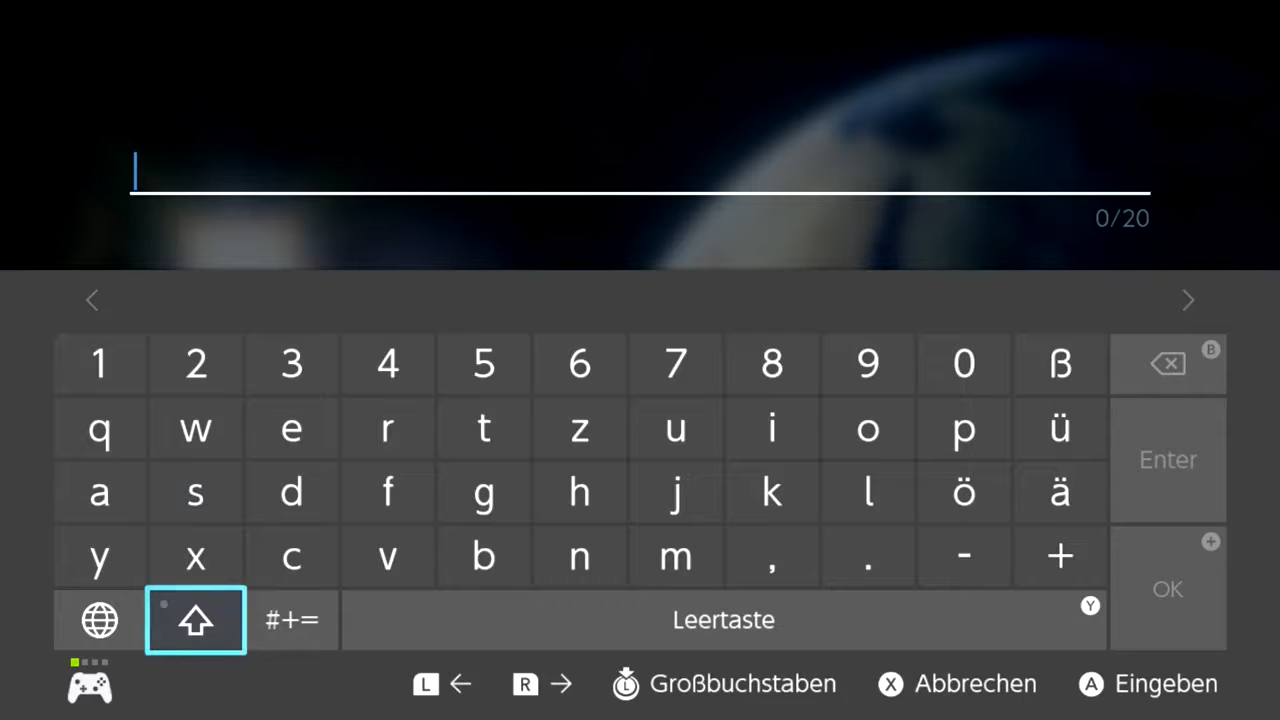 0/20
1 2 3 4 5 6 7 8 9 0 ß B
q w e r t z u i o p ü
Enter
a s d f g h j k l ö ä
y x c v b n m , . - +
OK
#+= Leertaste Y
L ← R → L Großbuchstaben X Abbrechen A Eingeben